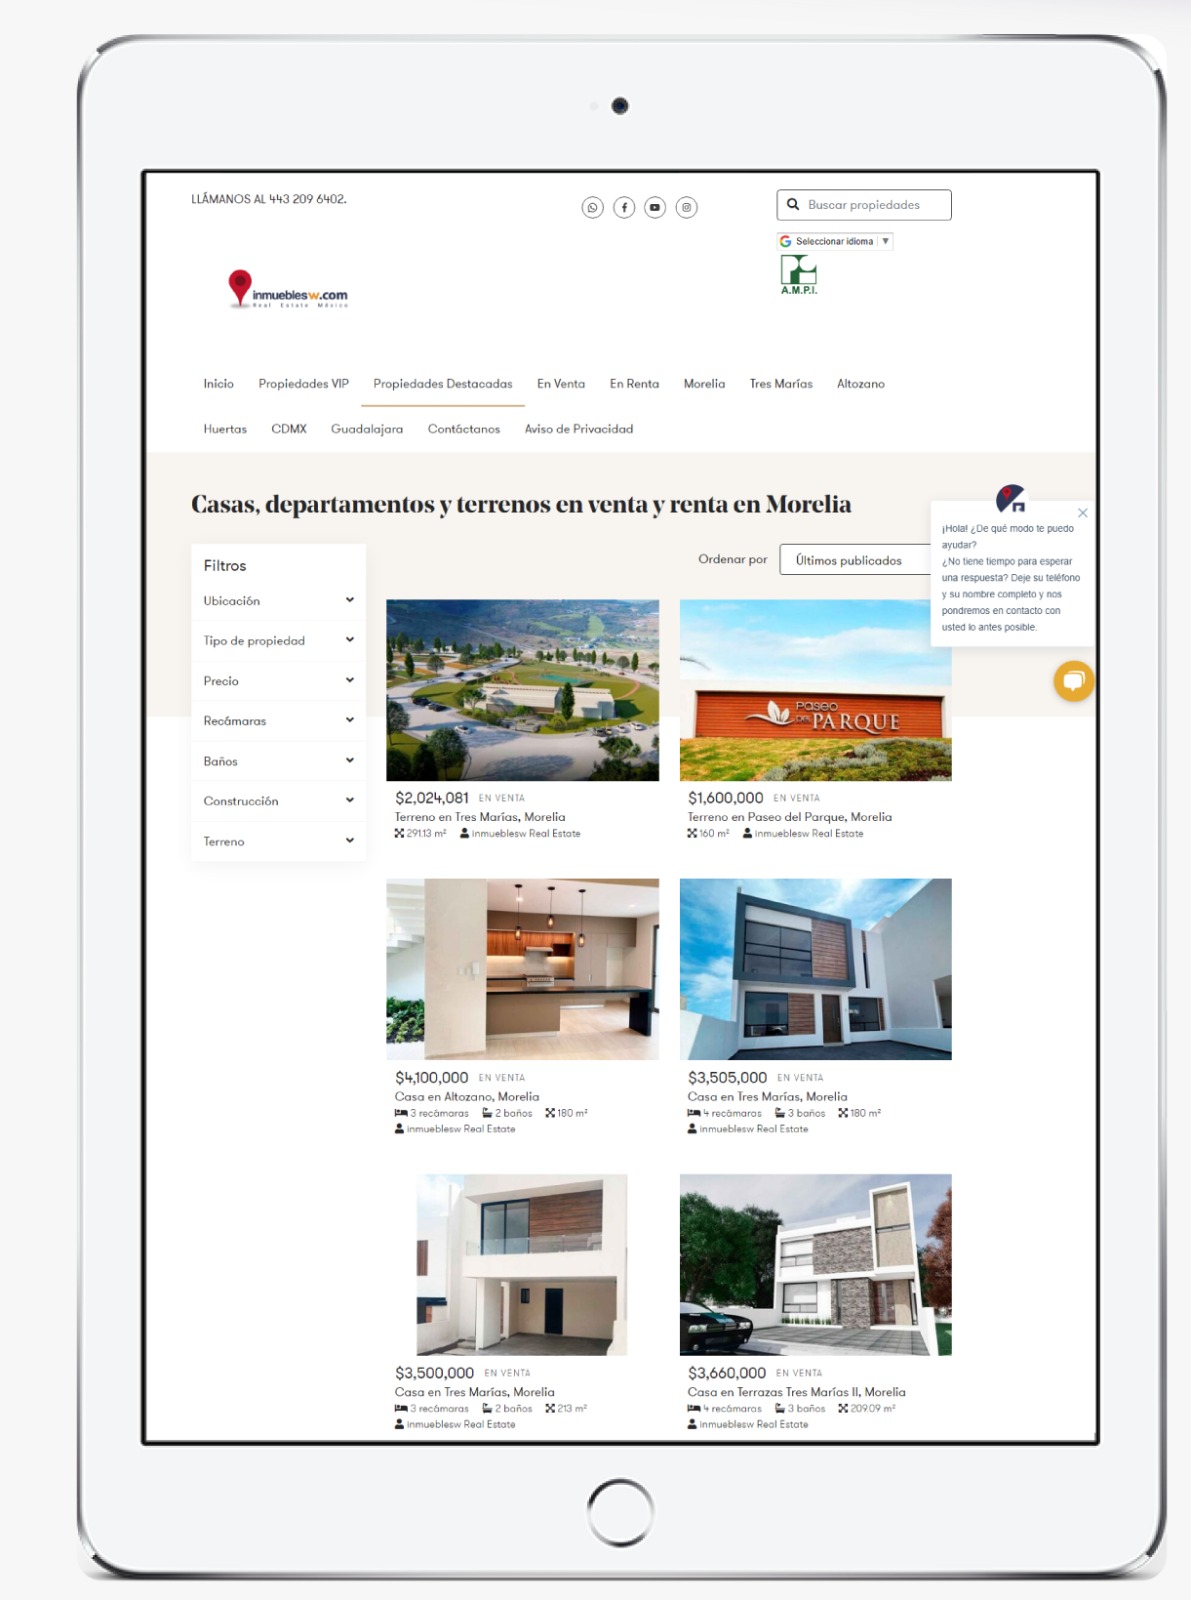 LLÁMANOS AL 443 209 6402.
Buscar propiedades
Seleccionar idioma
A.M.P.I.
inmueblesw.com
Real Estate México
Inicio Propiedades VIP Propiedades Destacadas En Venta En Renta Morelia Tres Marías Altozano
Huertas CDMX Guadalajara Contáctanos Aviso de Privacidad
Casas, departamentos y terrenos en venta y renta en Morelia
¡Hola! ¿De qué modo te puedo
ayudar?
¿No tiene tiempo para esperar
una respuesta? Deje su teléfono
y su nombre completo y nos
pondremos en contacto con
usted lo antes posible.
Ordenar por Últimos publicados
Filtros
Ubicación
Tipo de propiedad
Precio
Recámaras
Baños
Construcción
Terreno
Paseo
DEL PARQUE
$2,024,081 EN VENTA
Terreno en Tres Marías, Morelia
291.13 m² inmueblesw Real Estate
$1,600,000 EN VENTA
Terreno en Paseo del Parque, Morelia
160 m² inmueblesw Real Estate
$4,100,000 EN VENTA
Casa en Altozano, Morelia
3 recámaras 2 baños 180 m²
inmueblesw Real Estate
$3,505,000 EN VENTA
Casa en Tres Marías, Morelia
4 recámaras 3 baños 180 m²
inmueblesw Real Estate
$3,500,000 EN VENTA
Casa en Tres Marías, Morelia
3 recámaras 2 baños 213 m²
inmueblesw Real Estate
$3,660,000 EN VENTA
Casa en Terrazas Tres Marías II, Morelia
4 recámaras 3 baños 209.09 m²
inmueblesw Real Estate